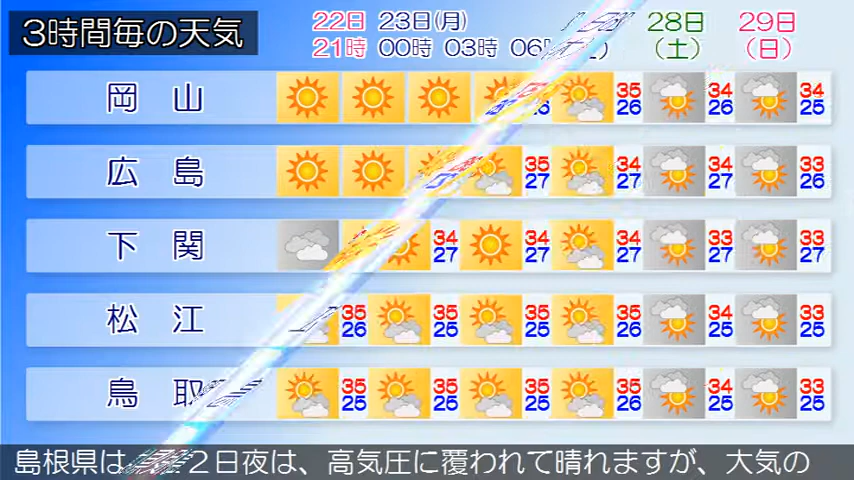 3時間毎の天気
22日 23日(月) 28日 29日
21時 00時 03時 (土) (日)
岡 山 35 34 34
26 26 25
広 島 35 34 34 33
27 27 27 26
下 関 34 34 34 33 33
27 27 27 27 27
松 江 35 35 35 35 34 33
26 25 25 26 25 25
鳥 取 35 35 35 35 34 33
25 25 25 26 25 25
島根県は 2日夜は、高気圧に覆われて晴れますが、大気の